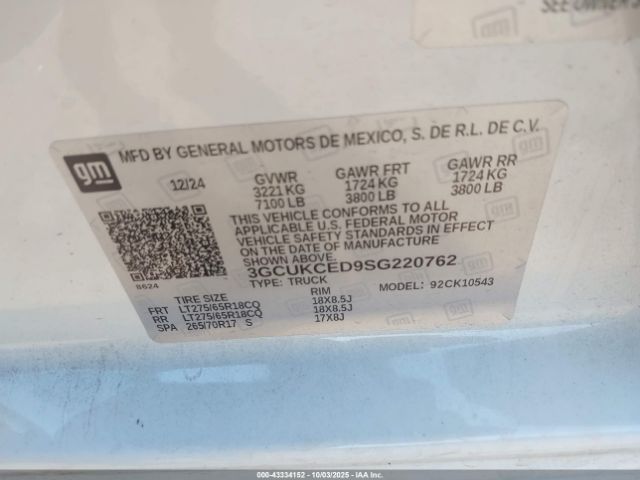 SEE OWNER
gm
MFD BY GENERAL MOTORS DE MEXICO, S. DE R.L. DE C.V.
12/24 GVWR GAWR FRT GAWR RR
3221 KG 1724 KG 1724 KG
7100 LB 3800 LB 3800 LB
THIS VEHICLE CONFORMS TO ALL
APPLICABLE U.S. FEDERAL MOTOR
VEHICLE SAFETY STANDARDS IN EFFECT
ON THE DATE OF MANUFACTURE
SHOWN ABOVE.
3GCUKCED9SG220762
8624 TYPE: TRUCK MODEL: 92CK10543
TIRE SIZE RIM
FRT LT275/65R18CQ 18X8.5J
RR LT275/65R18CQ 18X8.5J
SPA 265/70R17 S 17X8J
© IAA - 43334152 - 10/03/2025 - IAAI.com